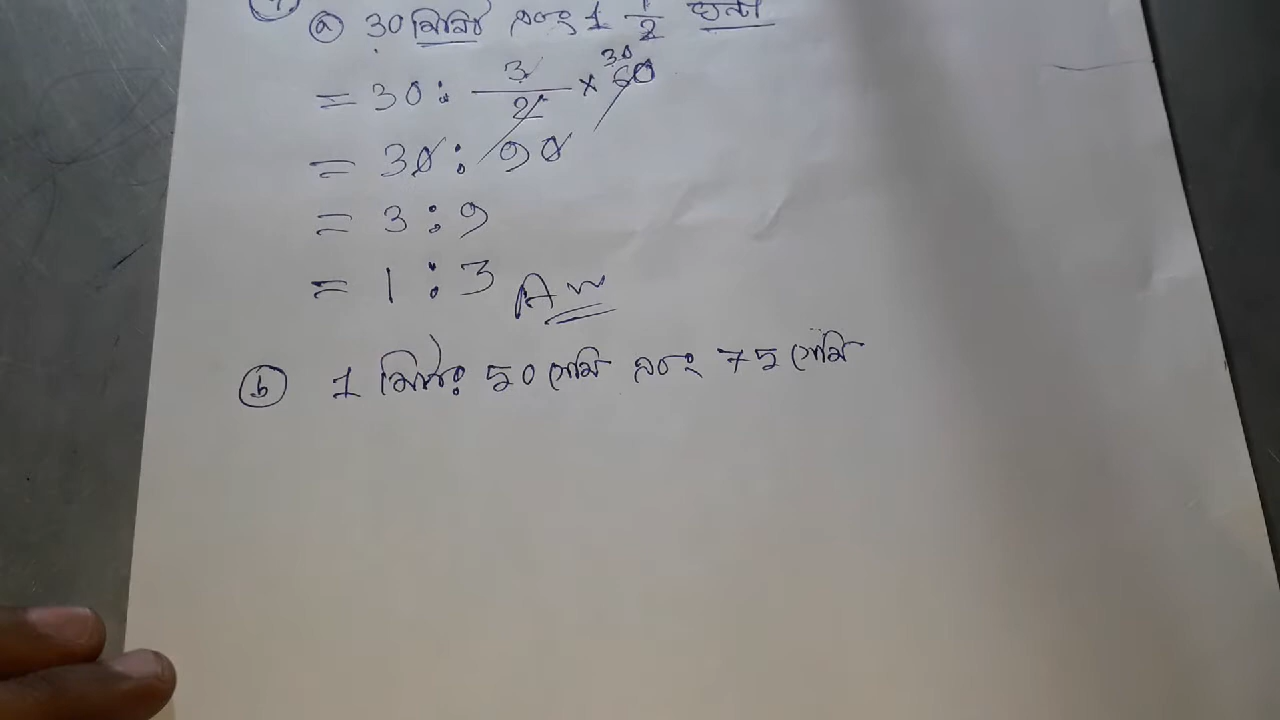 (a) 30 মিনিট এবং 1 1/2 ঘন্টা
= 30 : 3/2 × 60 30
= 30 : 90
= 3 : 9
= 1 : 3 Ans
(b) 1 মিটার 50 সেমি এবং 75 সেমি